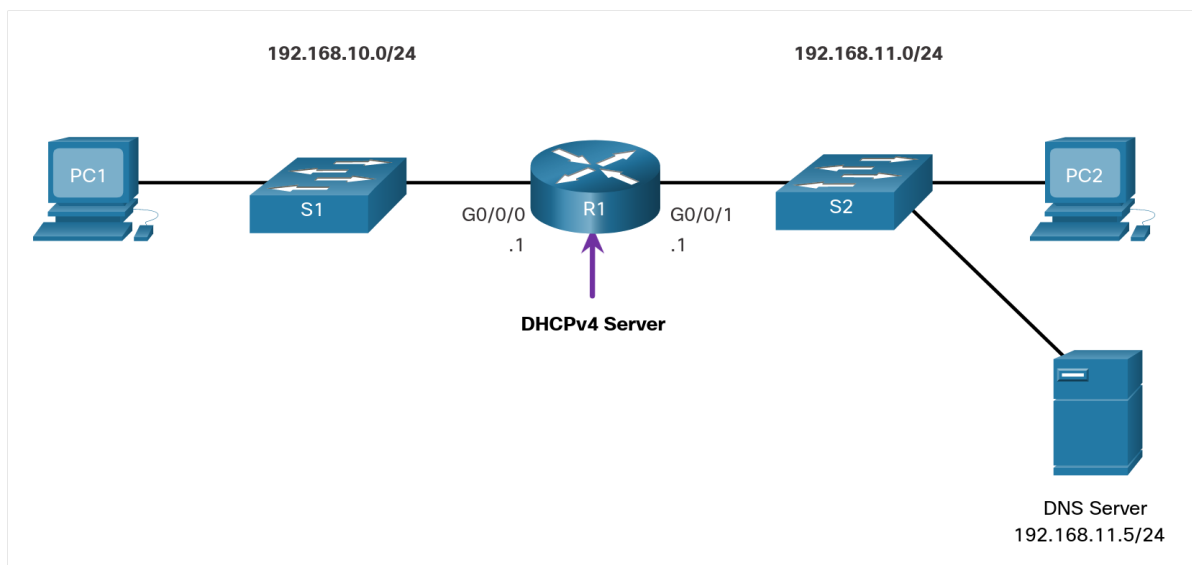 192.168.10.0/24
192.168.11.0/24
PC1
S1
G0/0/0
.1
R1
G0/0/1
.1
S2
PC2
DHCPv4 Server
DNS Server
192.168.11.5/24